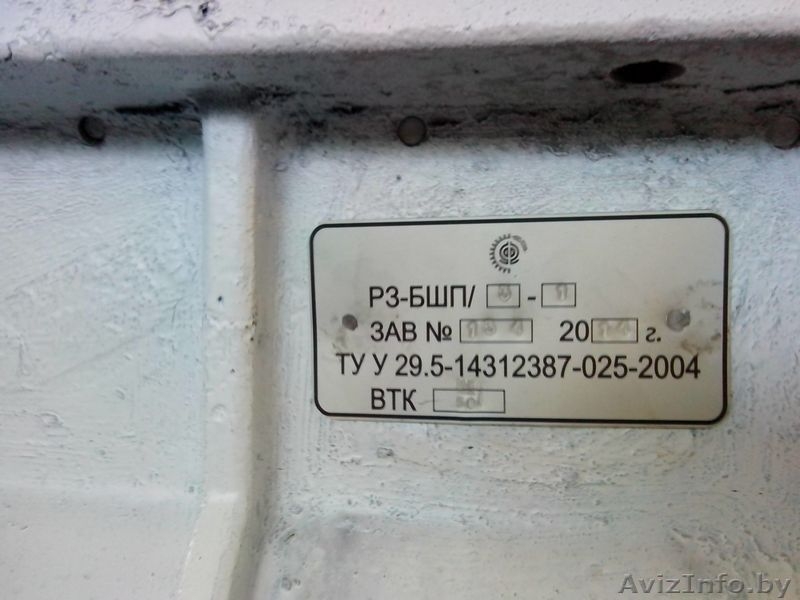 РЗ-БШП/ -
ЗАВ № 20 г.
ТУ У 29.5-14312387-025-2004
ВТК
AvizInfo.by